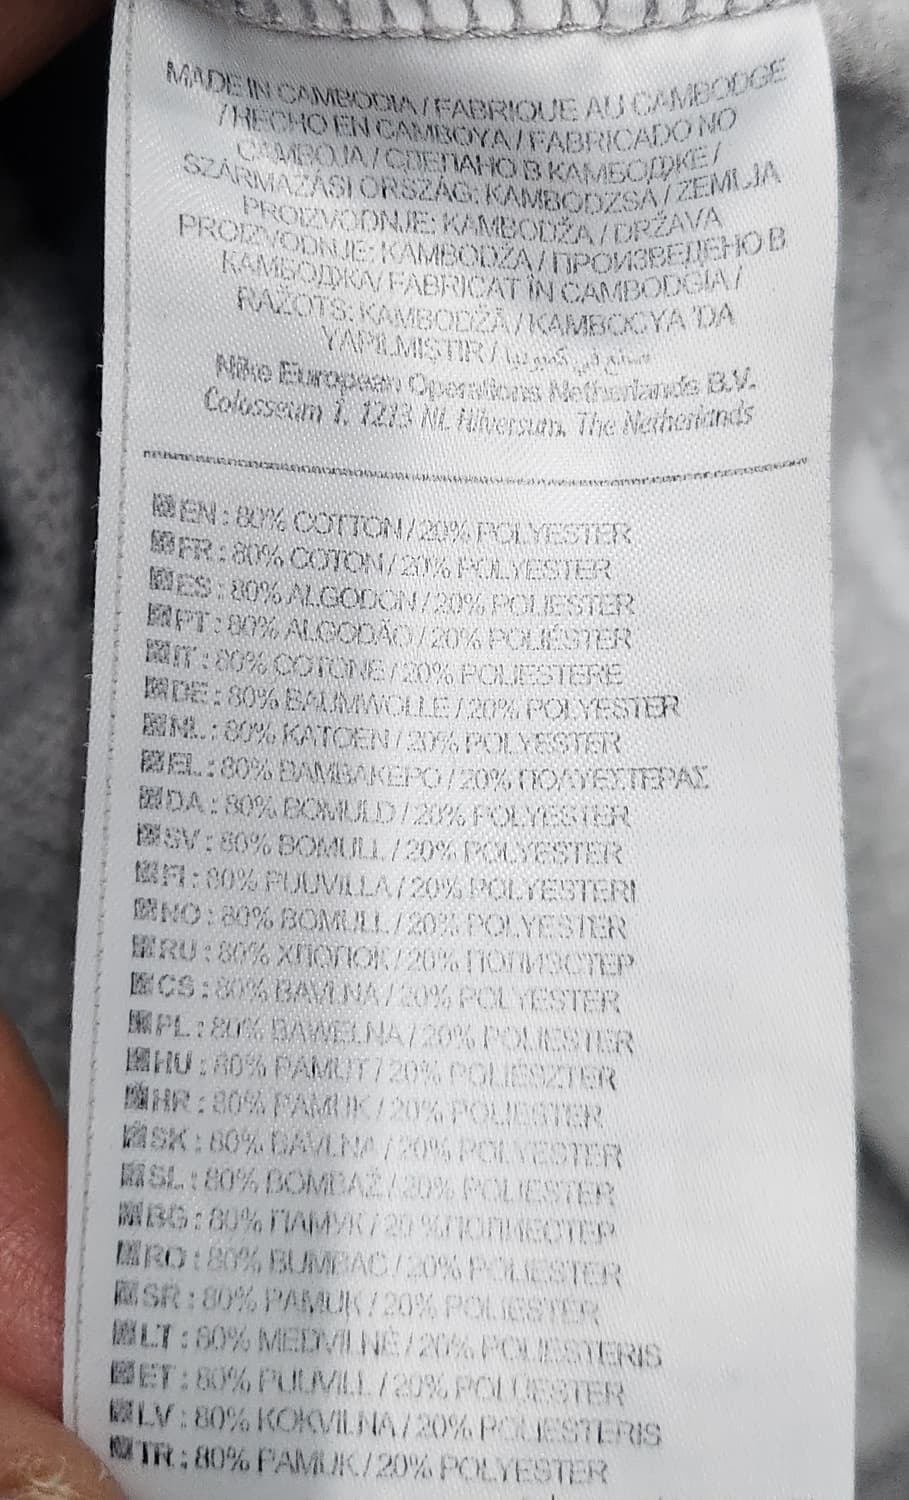 MADE IN CAMBODIA / FABRIQUE AU CAMBODGE
/ HECHO EN CAMBOYA / FABRICADO NO
CAMBOJA / СДЕЛАНО В КАМБОДЖЕ /
SZÁRMAZÁSI ORSZÁG: KAMBODZSA / ZEMLJA
PROIZVODNJE: KAMBODŽA / DRŽAVA
PROIZVODNJE: KAMBODŽA / ПРОИЗВЕДЕНО В
КАМБОДЖА/ FABRICAT ÎN CAMBODGIA /
RAŽOTS: KAMBODŽĀ / KAMBOÇYA 'DA
YAPILMIŞTIR / صنع في كمبوديا
Nike European Operations Netherlands B.V.
Colosseum 1, 1213 NL Hilversum, The Netherlands
EN : 80% COTTON / 20% POLYESTER
FR : 80% COTON / 20% POLYESTER
ES : 80% ALGODON / 20% POLIESTER
PT : 80% ALGODÃO / 20% POLIÉSTER
IT : 80% COTONE / 20% POLIESTERE
DE : 80% BAUMWOLLE / 20% POLYESTER
NL : 80% KATOEN / 20% POLYESTER
EL : 80% ΒΑΜΒΑΚΕΡΟ / 20% ΠΟΛΥΕΣΤΕΡΑΣ
DA : 80% BOMULD / 20% POLYESTER
SV : 80% BOMULL / 20% POLYESTER
FI : 80% PUUVILLA / 20% POLYESTERI
NO : 80% BOMULL / 20% POLYESTER
RU : 80% ХЛОПОК / 20% ПОЛИЭСТЕР
CS : 80% BAVLNA / 20% POLYESTER
PL : 80% BAWEŁNA / 20% POLIESTER
HU : 80% PAMUT / 20% POLIÉSZTER
HR : 80% PAMUK / 20% POLIESTER
SK : 80% BAVLNA / 20% POLYESTER
SL : 80% BOMBAŽ / 20% POLIESTER
BG : 80% ПАМУК / 20 %ПОЛИЕСТЕР
RO : 80% BUMBAC / 20% POLIESTER
SR : 80% PAMUK / 20% POLIESTER
LT : 80% MEDVILNĖ / 20% POLIESTERIS
ET : 80% PUUVILL / 20% POLÜESTER
LV : 80% KOKVILNA / 20% POLIESTERIS
TR : 80% PAMUK / 20% POLYESTER